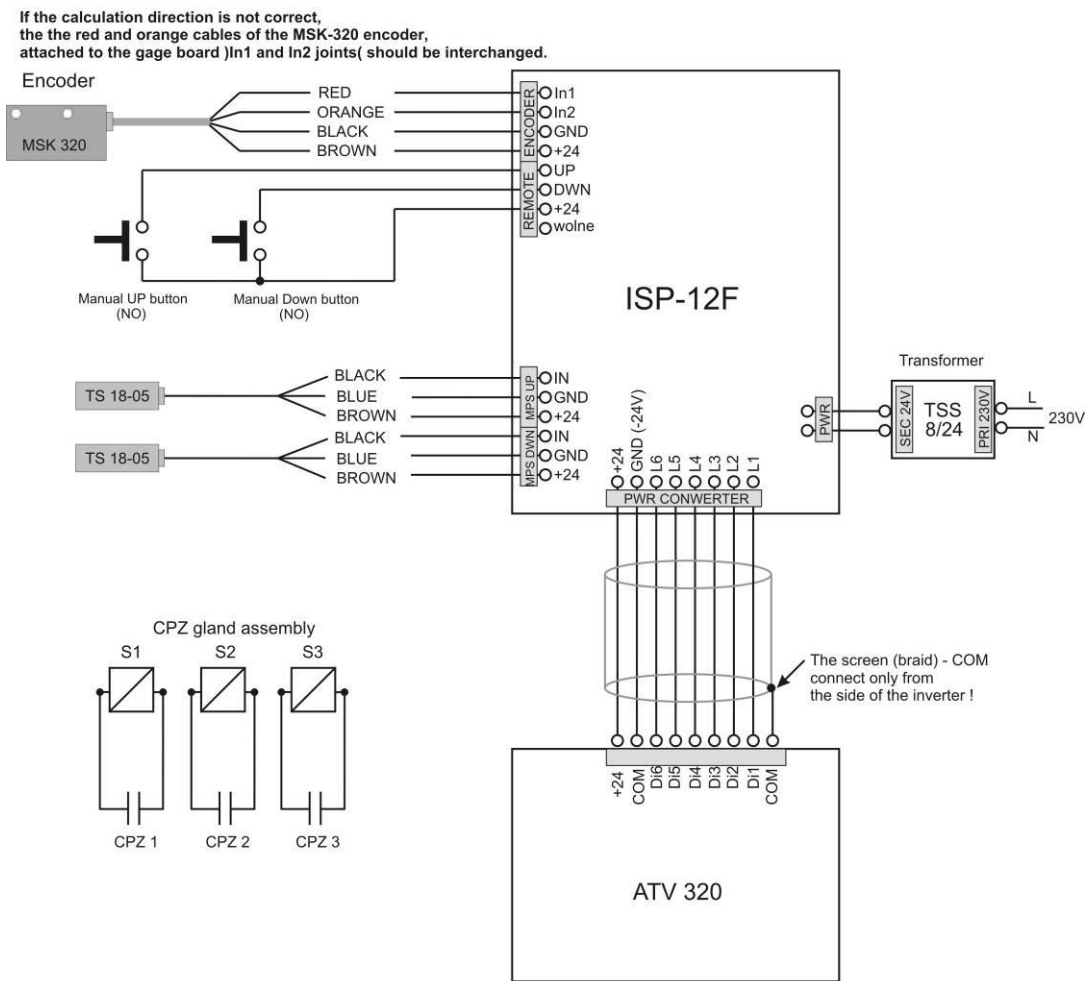 If the calculation direction is not correct,
the the red and orange cables of the MSK-320 encoder,
attached to the gage board )In1 and In2 joints( should be interchanged.
Encoder
MSK 320
RED
ORANGE
BLACK
BROWN
ENCODER
In1
In2
GND
+24
REMOTE
UP
DWN
+24
wolne
Manual UP button
(NO)
Manual Down button
(NO)
ISP-12F
TS 18-05
BLACK
BLUE
BROWN
MPS UP
IN
GND
+24
TS 18-05
BLACK
BLUE
BROWN
MPS DWN
IN
GND
+24
PWR
Transformer
SEC 24V
TSS
8/24
PRI 230V
L
N
230V
+24
GND (-24V)
L6
L5
L4
L3
L2
L1
PWR CONWERTER
CPZ gland assembly
S1
S2
S3
CPZ 1
CPZ 2
CPZ 3
The screen (braid) - COM
connect only from
the side of the inverter !
+24
COM
Di6
Di5
Di4
Di3
Di2
Di1
COM
ATV 320